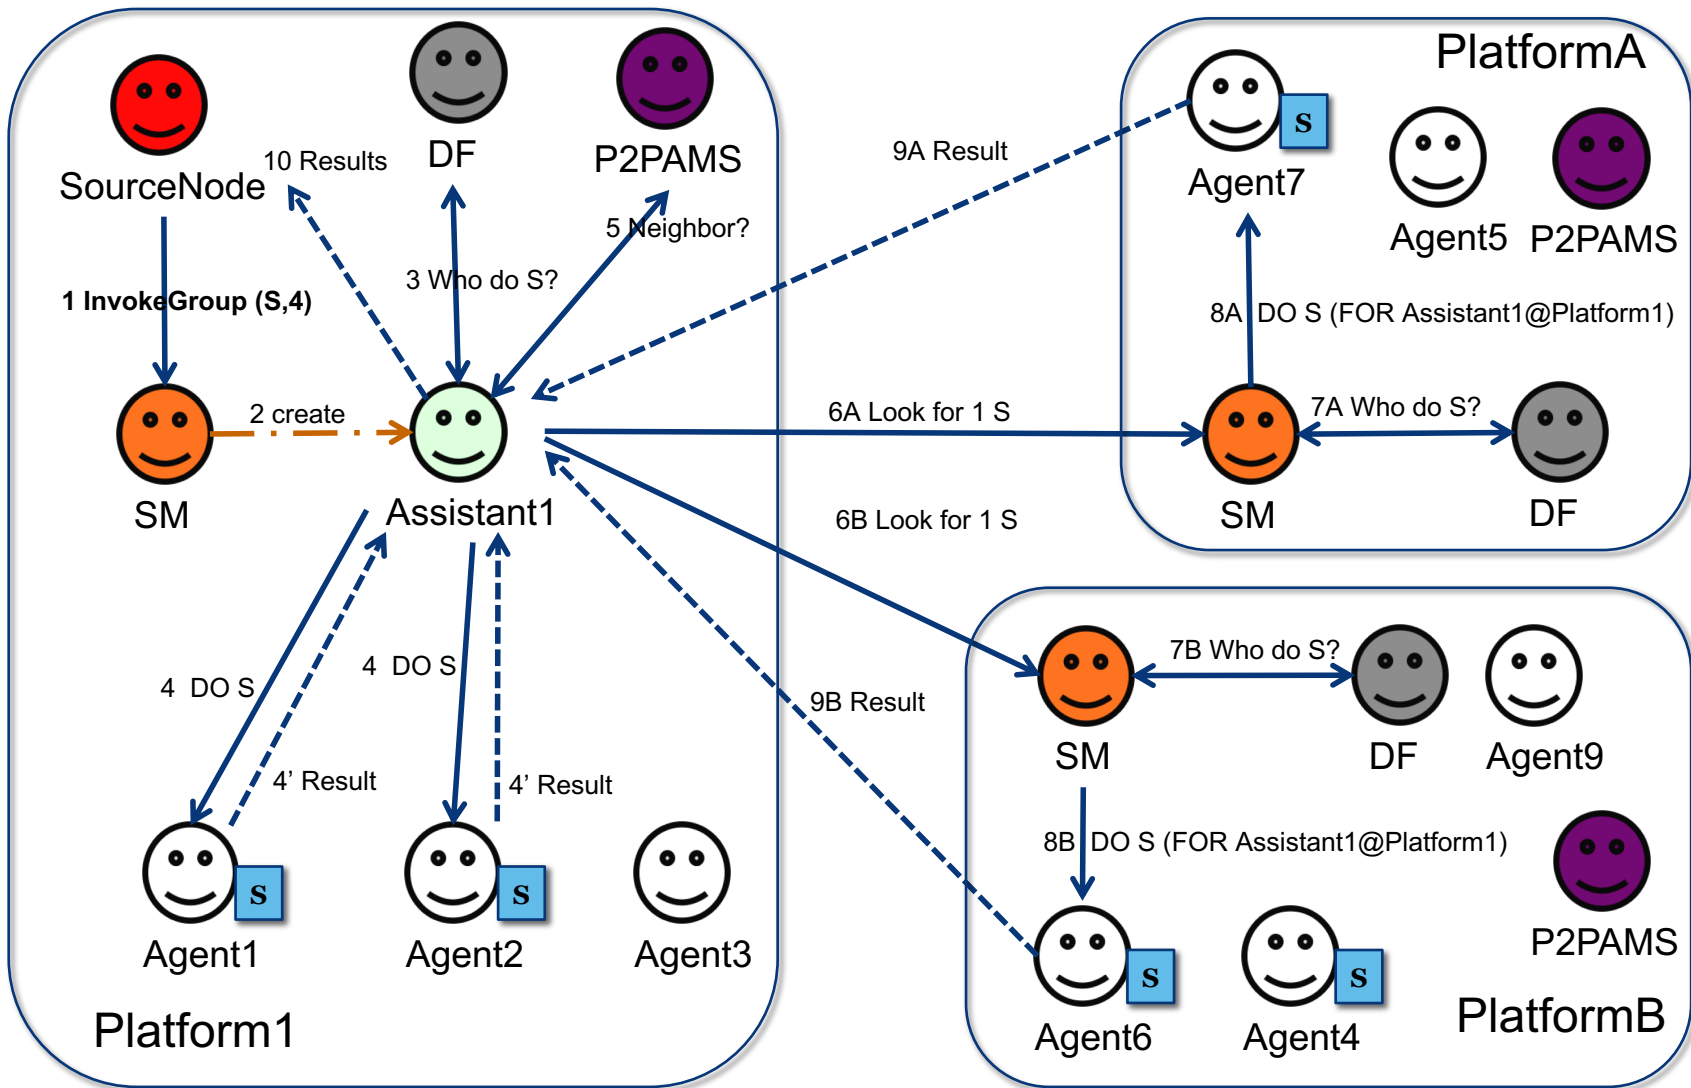 PlatformA
SourceNode
DF
P2PAMS
10 Results
9A Result
S
Agent7
Agent5
P2PAMS
5 Neighbor?
3 Who do S?
1 InvokeGroup (S,4)
8A DO S (FOR Assistant1@Platform1)
2 create
6A Look for 1 S
7A Who do S?
SM
Assistant1
SM
DF
6B Look for 1 S
4 DO S
4 DO S
7B Who do S?
9B Result
SM
DF
Agent9
4’ Result
4’ Result
8B DO S (FOR Assistant1@Platform1)
S
S
Agent1
Agent2
Agent3
P2PAMS
S
S
Agent6
Agent4
Platform1
PlatformB